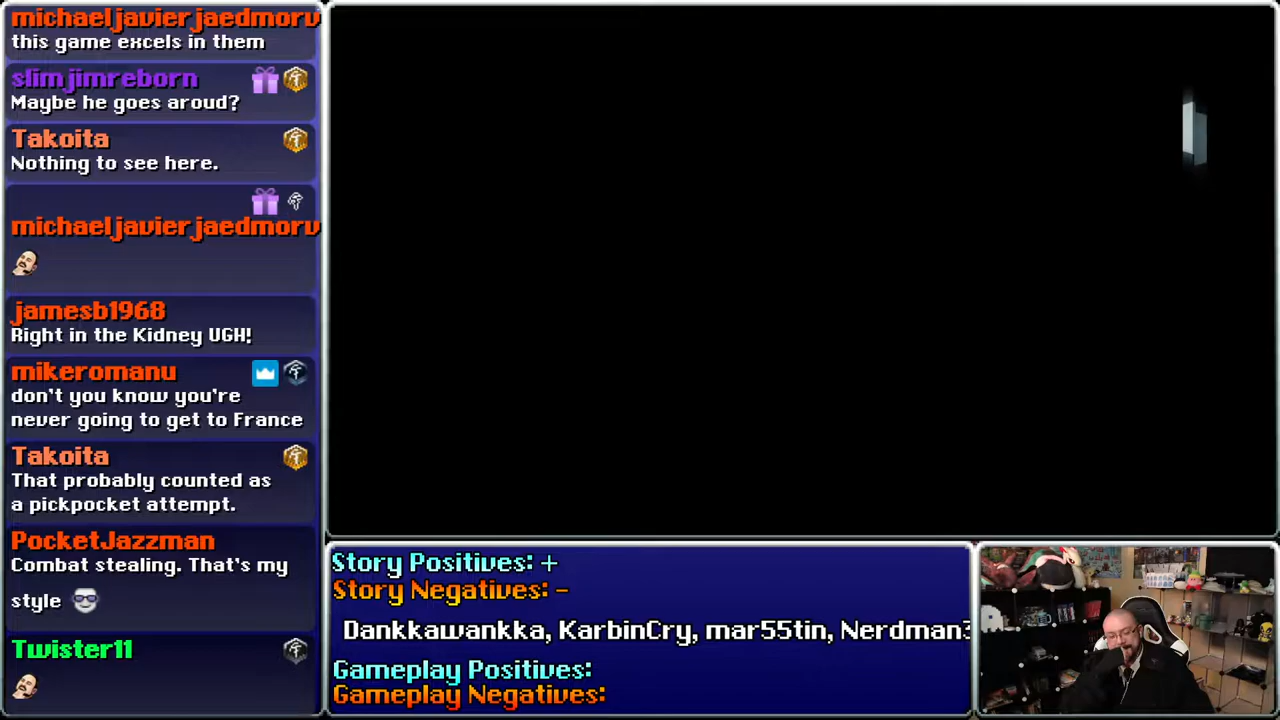 michaeljavierjaedmorv
this game excels in them
slimjimreborn
Maybe he goes aroud?
Takoita
Nothing to see here.
michaeljavierjaedmorv
jamesb1968
Right in the Kidney UGH!
mikeromanu
don't you know you're
never going to get to France
Takoita
That probably counted as
a pickpocket attempt.
PocketJazzman
Combat stealing. That's my
style
Twister11
Story Positives: +
Story Negatives: -
Dankkawankka, KarbinCry, mar55tin, Nerdman3
Gameplay Positives:
Gameplay Negatives: